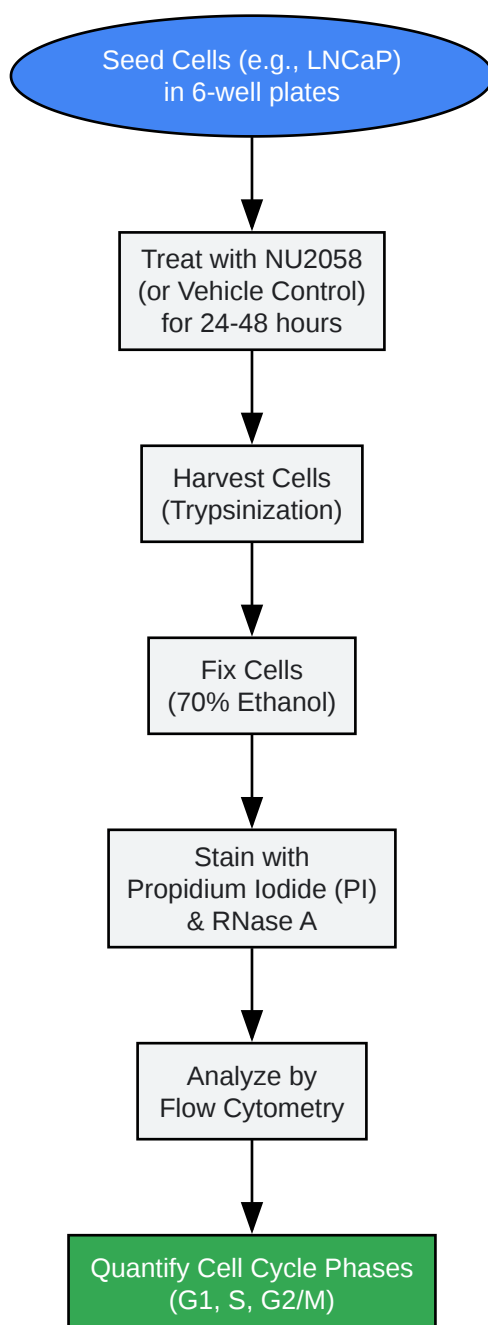 Seed Cells (e.g., LNCaP)
in 6-well plates
Treat with NU2058
(or Vehicle Control)
for 24-48 hours
Harvest Cells
(Trypsinization)
Fix Cells
(70% Ethanol)
Stain with
Propidium Iodide (PI)
& RNase A
Analyze by
Flow Cytometry
Quantify Cell Cycle Phases
(G1, S, G2/M)